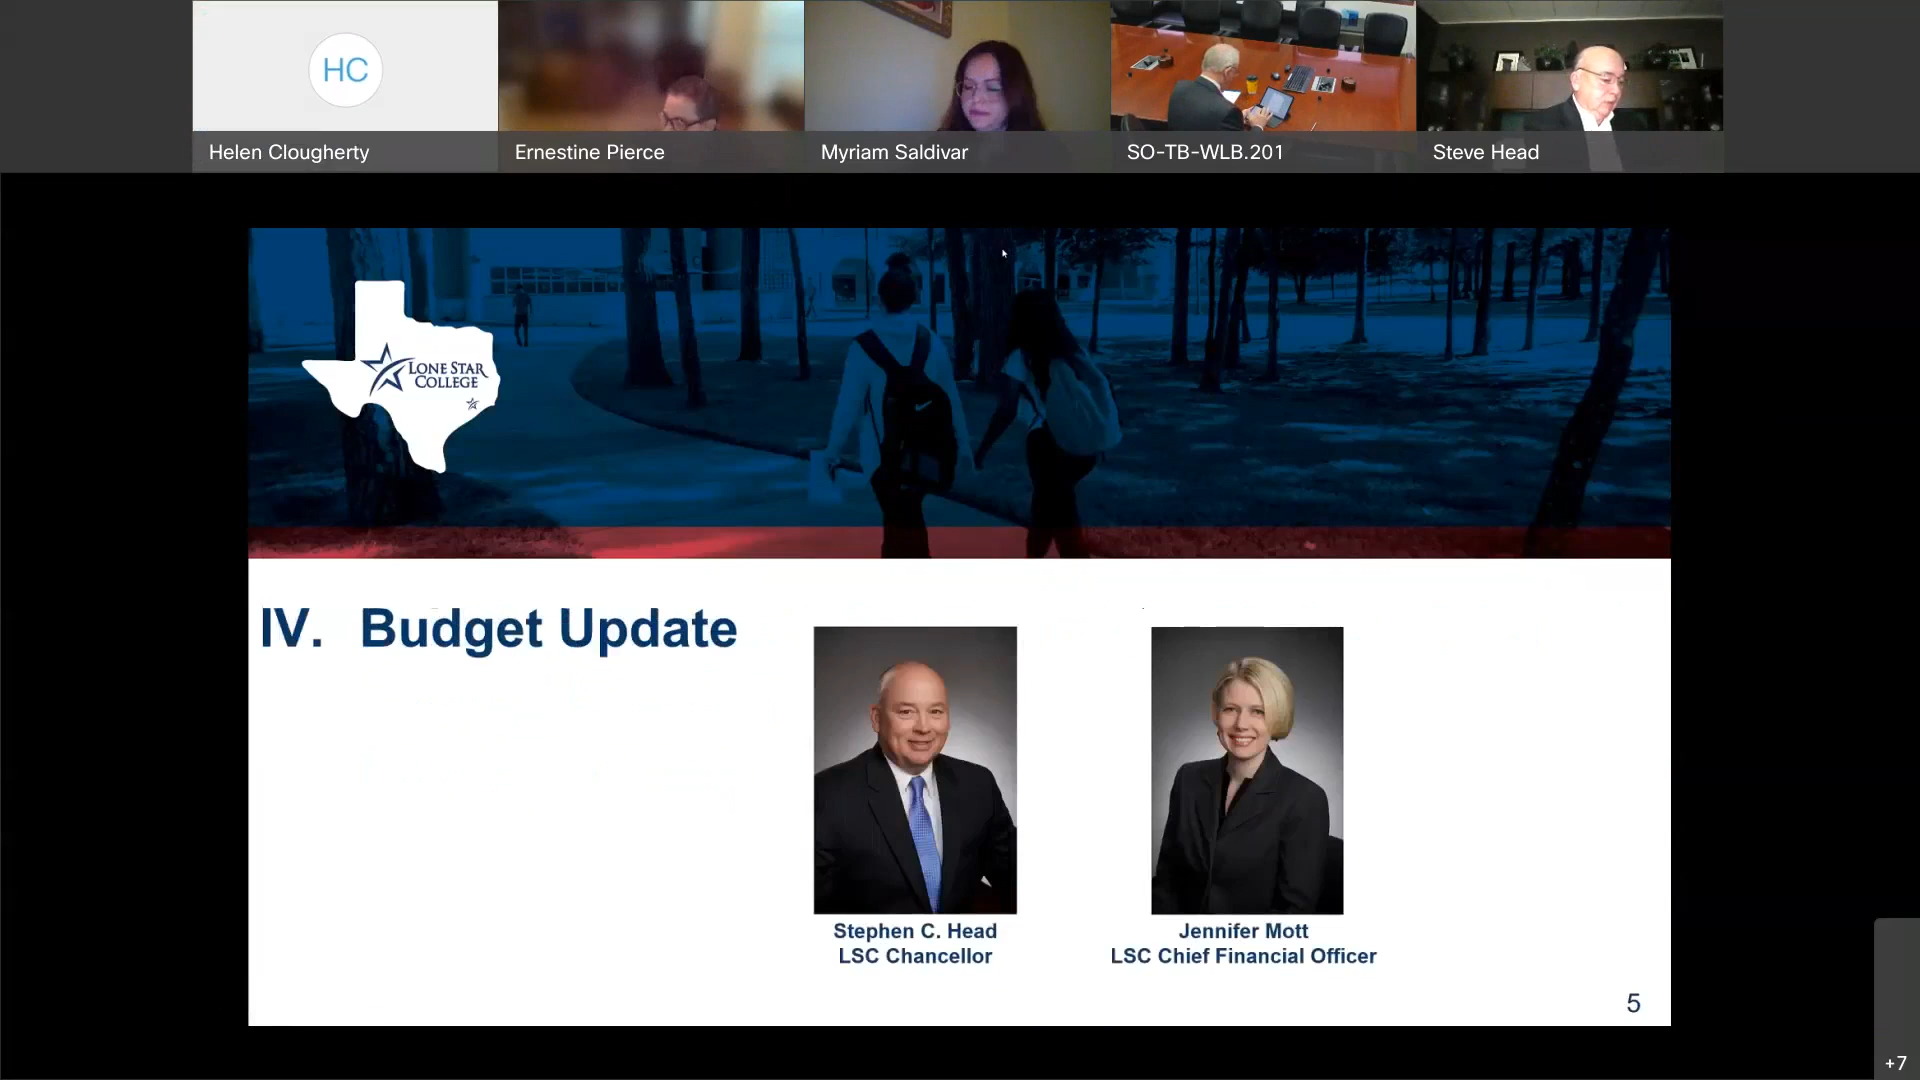 HC
Helen Clougherty
Ernestine Pierce
Myriam Saldivar
SO-TB-WLB.201
Steve Head
LONE STAR
COLLEGE
IV. Budget Update
Stephen C. Head
LSC Chancellor
Jennifer Mott
LSC Chief Financial Officer
5
+7